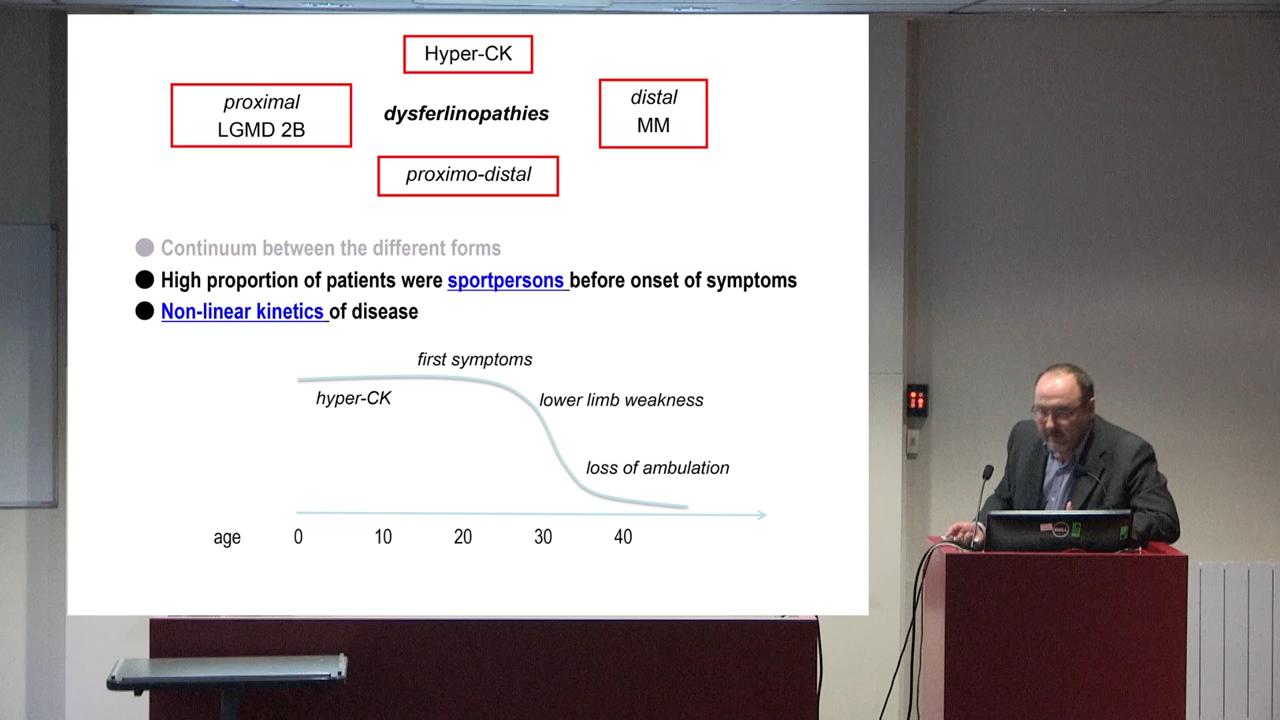 Hyper-CK
proximal
LGMD 2B
dysferlinopathies
distal
MM
proximo-distal
Continuum between the different forms
High proportion of patients were sportpersons before onset of symptoms
Non-linear kinetics of disease
first symptoms
hyper-CK
lower limb weakness
loss of ambulation
age 0 10 20 30 40
DELL